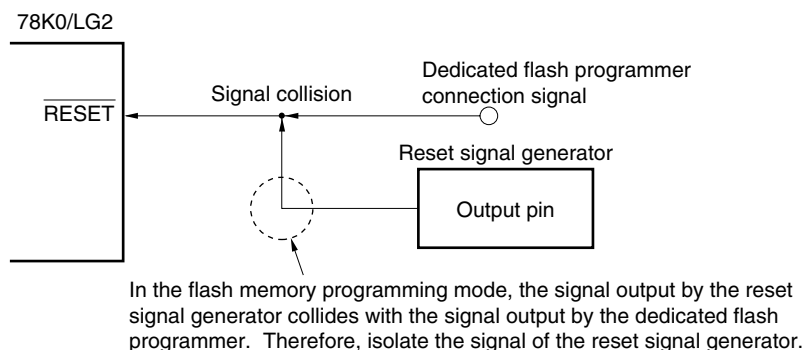 78K0/LG2
Dedicated flash programmer
connection signal
Signal collision
RESET
Reset signal generator
Output pin
In the flash memory programming mode, the signal output by the reset
signal generator collides with the signal output by the dedicated flash
programmer. Therefore, isolate the signal of the reset signal generator.